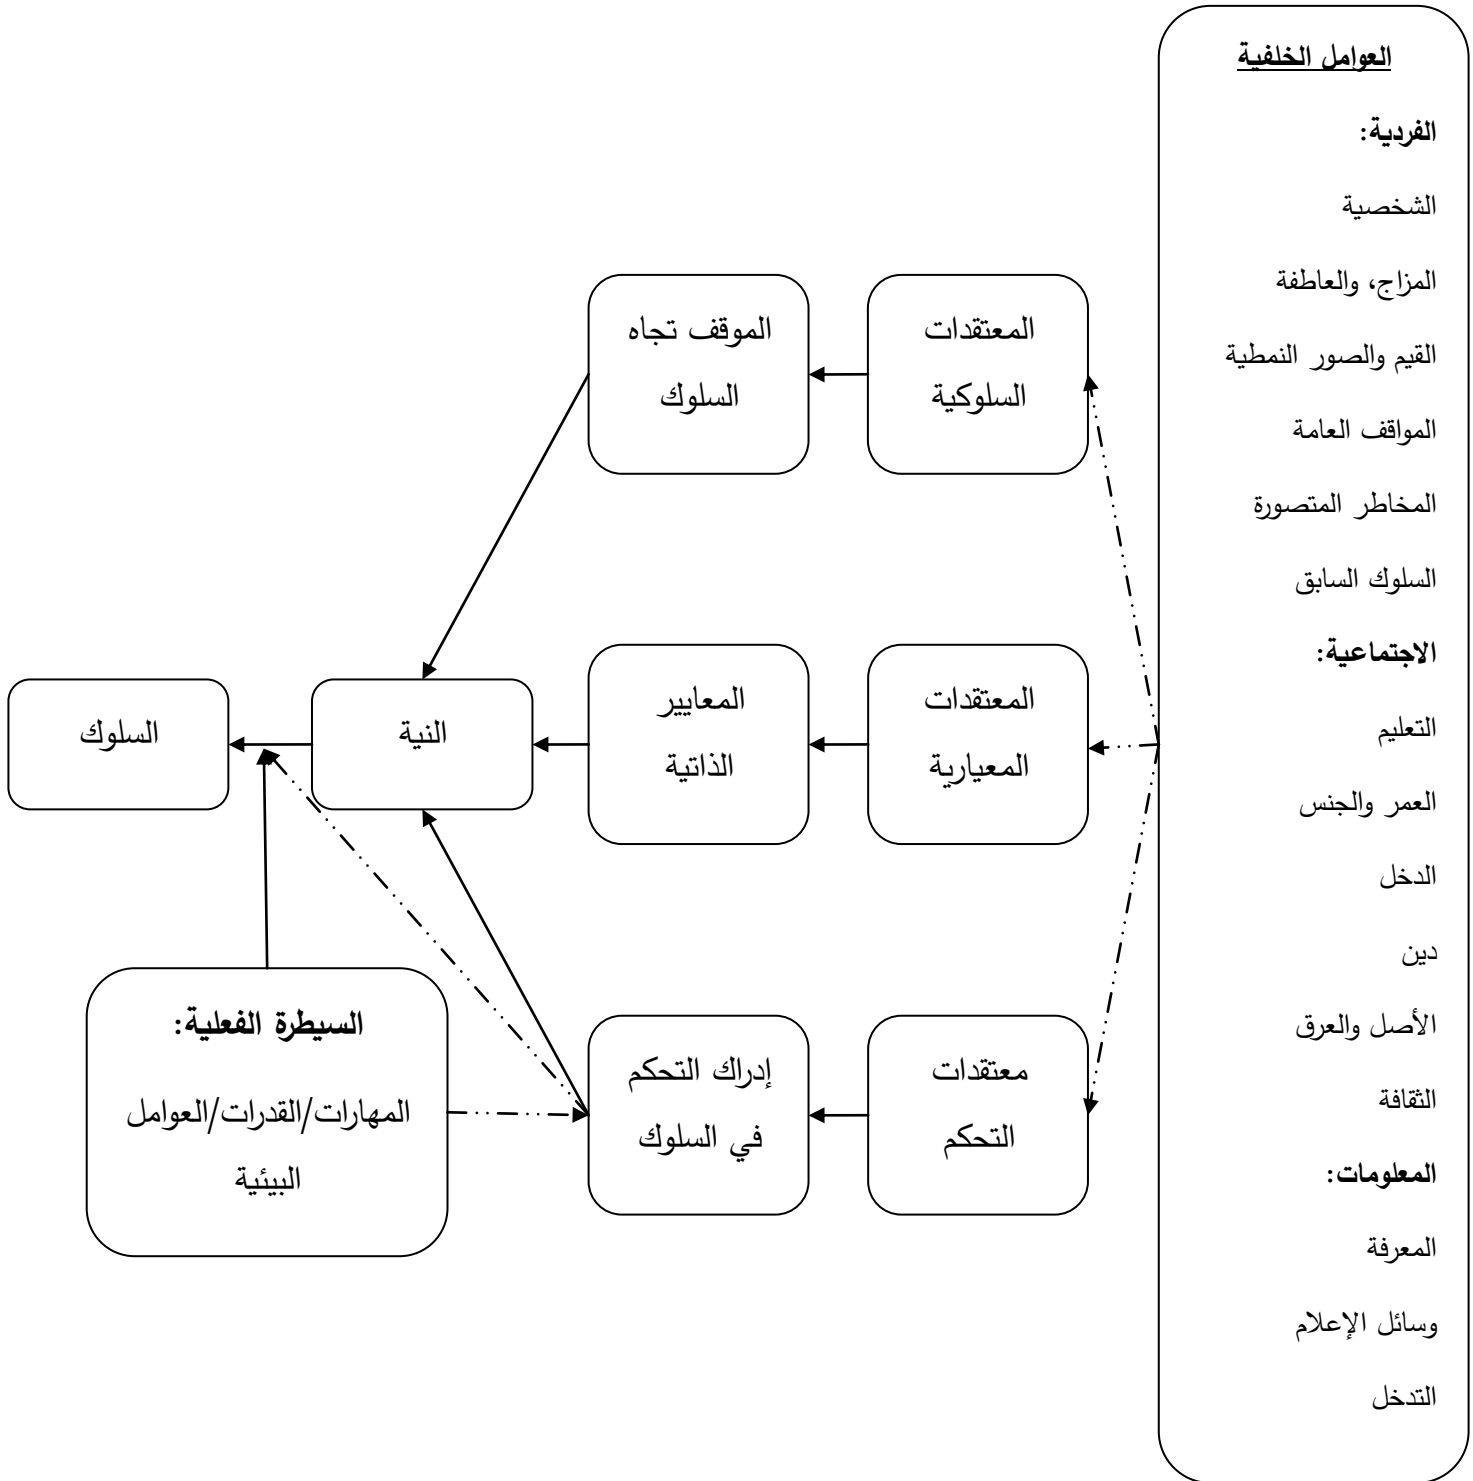 العوامل الخلفية
الفردية:
الشخصية
المزاج، والعاطفة
القيم والصور النمطية
المواقف العامة
المخاطر المتصورة
السلوك السابق
الاجتماعية:
التعليم
العمر والجنس
الدخل
دين
الأصل والعرق
الثقافة
المعلومات:
المعرفة
وسائل الإعلام
التدخل
المعتقدات
السلوكية
الموقف تجاه
السلوك
المعتقدات
المعيارية
المعايير
الذاتية
النية
السلوك
معتقدات
التحكم
إدراك التحكم
في السلوك
السيطرة الفعلية:
المهارات/القدرات/العوامل
البيئية